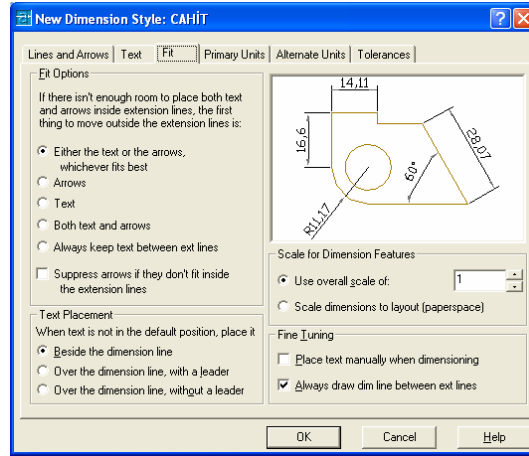 New Dimension Style: CAHİT
Lines and Arrows Text Fit Primary Units Alternate Units Tolerances
Fit Options
If there isn't enough room to place both text
and arrows inside extension lines, the first
thing to move outside the extension lines is:
Either the text or the arrows,
whichever fits best
Arrows
Text
Both text and arrows
Always keep text between ext lines
Suppress arrows if they don't fit inside
the extension lines
Text Placement
When text is not in the default position, place it
Beside the dimension line
Over the dimension line, with a leader
Over the dimension line, without a leader
14,11
16,6
28,07
60°
R11,17
Scale for Dimension Features
Use overall scale of: 1
Scale dimensions to layout (paperspace)
Fine Tuning
Place text manually when dimensioning
Always draw dim line between ext lines
OK Cancel Help